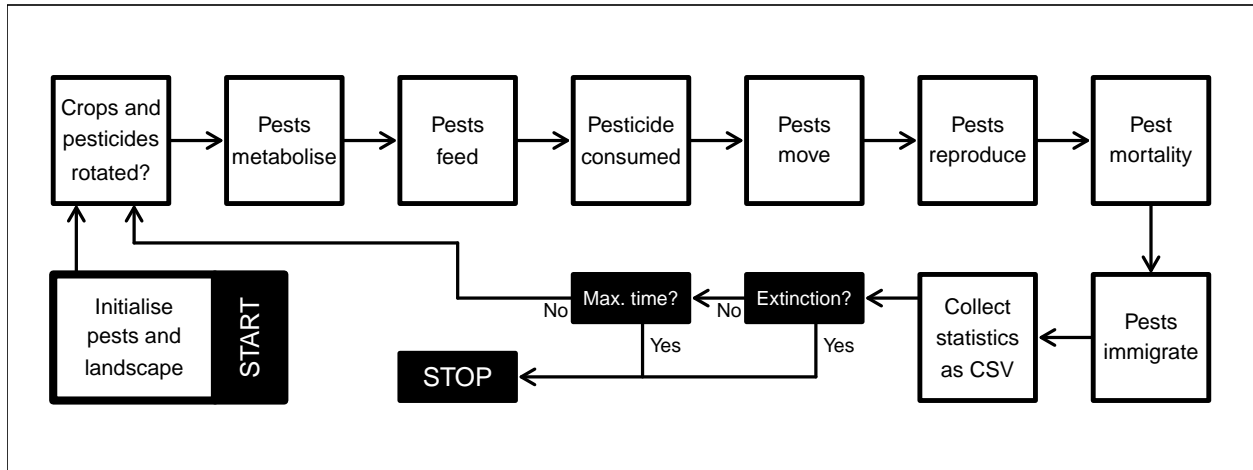 Crops and
pesticides
rotated?
Pests
metabolise
Pests
feed
Pesticide
consumed
Pests
move
Pests
reproduce
Pest
mortality
Initialise
pests and
landscape
START
No
Max. time?
No
Extinction?
Yes
Yes
STOP
Collect
statistics
as CSV
Pests
immigrate